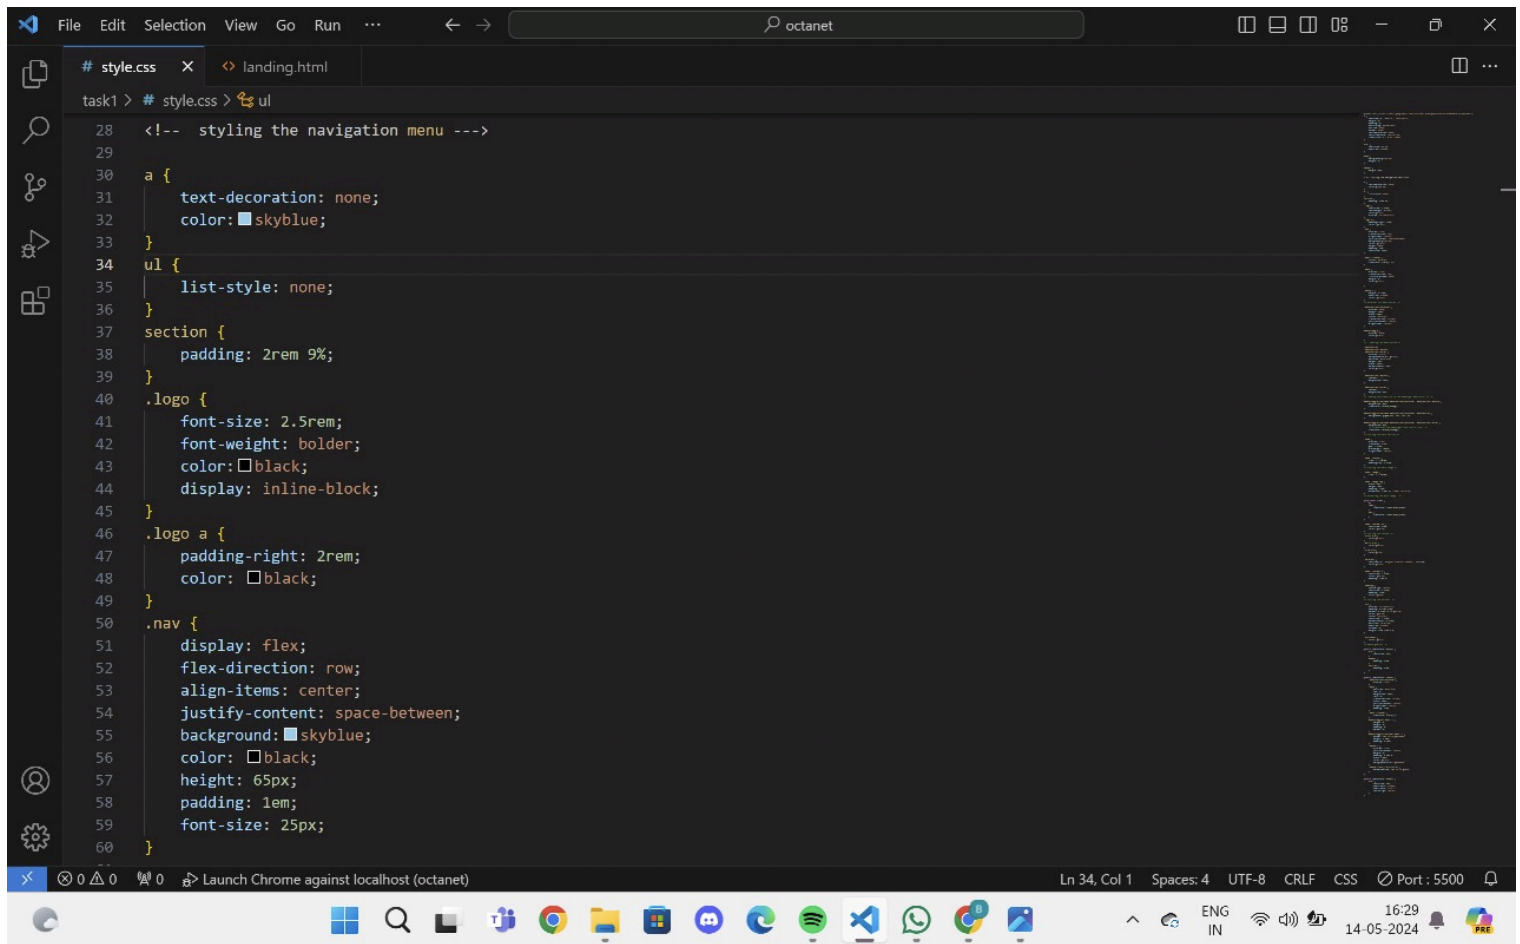 File Edit Selection View Go Run ···
octanet
# style.css
<> landing.html
task1 > # style.css > ul
28 <!--  styling the navigation menu --->
29
30 a {
31 text-decoration: none;
32 color: skyblue;
33 }
34 ul {
35 list-style: none;
36 }
37 section {
38 padding: 2rem 9%;
39 }
40 .logo {
41 font-size: 2.5rem;
42 font-weight: bolder;
43 color: black;
44 display: inline-block;
45 }
46 .logo a {
47 padding-right: 2rem;
48 color: black;
49 }
50 .nav {
51 display: flex;
52 flex-direction: row;
53 align-items: center;
54 justify-content: space-between;
55 background: skyblue;
56 color: black;
57 height: 65px;
58 padding: 1em;
59 font-size: 25px;
60 }
0 0 0 Launch Chrome against localhost (octanet) Ln 34, Col 1 Spaces: 4 UTF-8 CRLF CSS Port : 5500
ENG
IN
16:29
14-05-2024
PRE